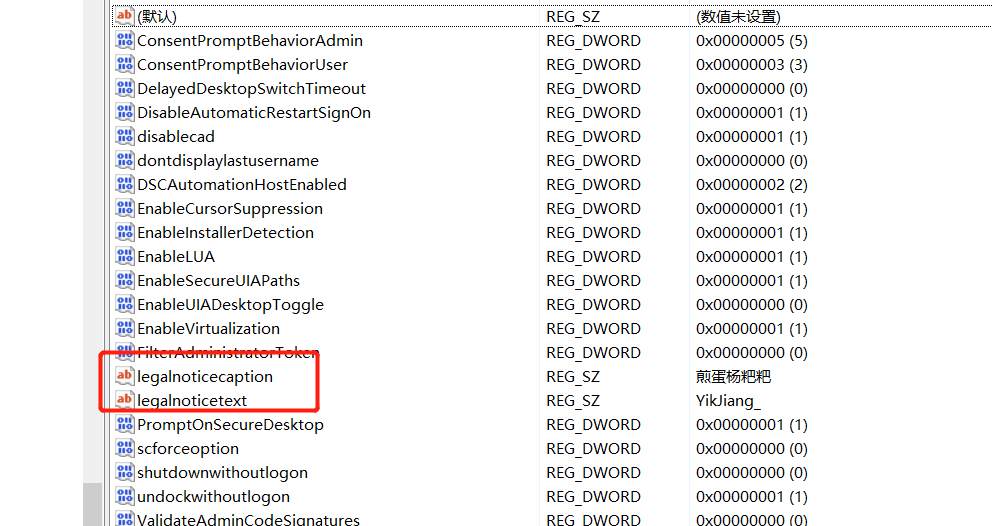 (默认) REG_SZ (数值未设置)
ConsentPromptBehaviorAdmin REG_DWORD 0x00000005 (5)
ConsentPromptBehaviorUser REG_DWORD 0x00000003 (3)
DelayedDesktopSwitchTimeout REG_DWORD 0x00000000 (0)
DisableAutomaticRestartSignOn REG_DWORD 0x00000001 (1)
disablecad REG_DWORD 0x00000001 (1)
dontdisplaylastusername REG_DWORD 0x00000000 (0)
DSCAutomationHostEnabled REG_DWORD 0x00000002 (2)
EnableCursorSuppression REG_DWORD 0x00000001 (1)
EnableInstallerDetection REG_DWORD 0x00000001 (1)
EnableLUA REG_DWORD 0x00000001 (1)
EnableSecureUIAPaths REG_DWORD 0x00000001 (1)
EnableUIADesktopToggle REG_DWORD 0x00000000 (0)
EnableVirtualization REG_DWORD 0x00000001 (1)
FilterAdministratorToken REG_DWORD 0x00000000 (0)
legalnoticecaption REG_SZ 煎蛋杨粑粑
legalnoticetext REG_SZ YikJiang_
PromptOnSecureDesktop REG_DWORD 0x00000001 (1)
scforceoption REG_DWORD 0x00000000 (0)
shutdownwithoutlogon REG_DWORD 0x00000000 (0)
undockwithoutlogon REG_DWORD 0x00000001 (1)
ValidateAdminCodeSignatures REG_DWORD 0x00000000 (0)